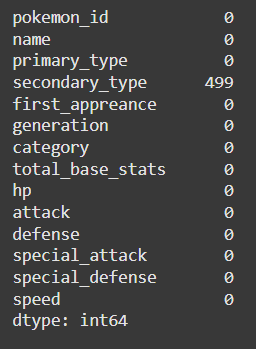 pokemon_id 0
name 0
primary_type 0
secondary_type 499
first_appreance 0
generation 0
category 0
total_base_stats 0
hp 0
attack 0
defense 0
special_attack 0
special_defense 0
speed 0
dtype: int64